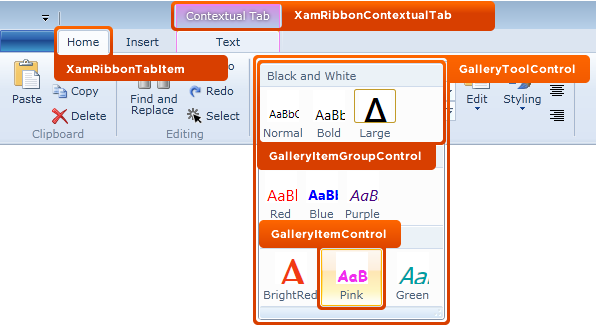 Contextual Tab
XamRibbonContextualTab
Home
Insert
Text
XamRibbonTabItem
GalleryToolControl
Paste
Copy
Delete
Clipboard
Find and
Replace
Redo
Select
Editing
Black and White
AaBbC
Normal
AaBb
Bold
A
Large
Edit
Styling
GalleryItemGroupControl
AaBl
Red
AaBl
Blue
AaB
Purple
GalleryItemControl
A
BrightRed
AaB
Pink
Aa
Green